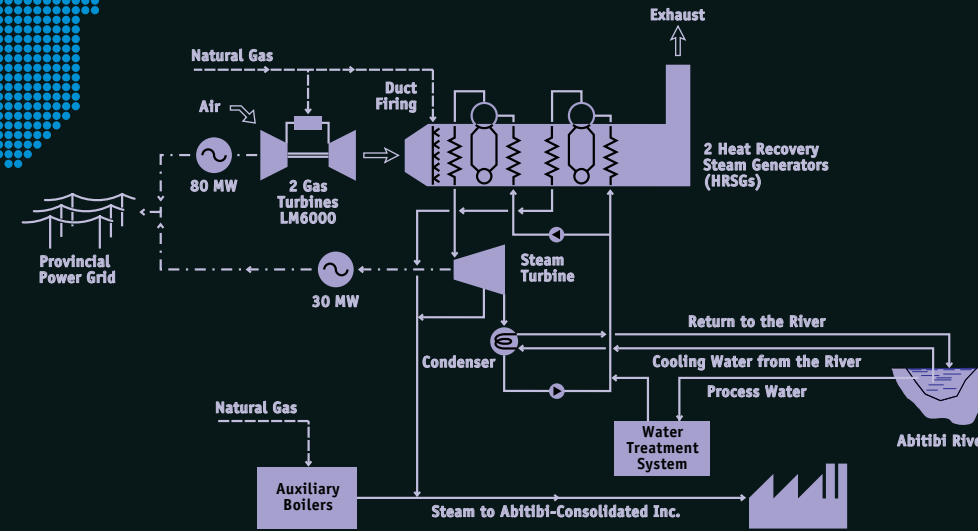 Exhaust
Natural Gas
Duct
Firing
Air
80 MW
2 Gas
Turbines
LM6000
2 Heat Recovery
Steam Generators
(HRSGs)
Provincial
Power Grid
30 MW
Steam
Turbine
Condenser
Return to the River
Cooling Water from the River
Process Water
Abitibi Rive
Natural Gas
Water
Treatment
System
Auxiliary
Boilers
Steam to Abitibi-Consolidated Inc.